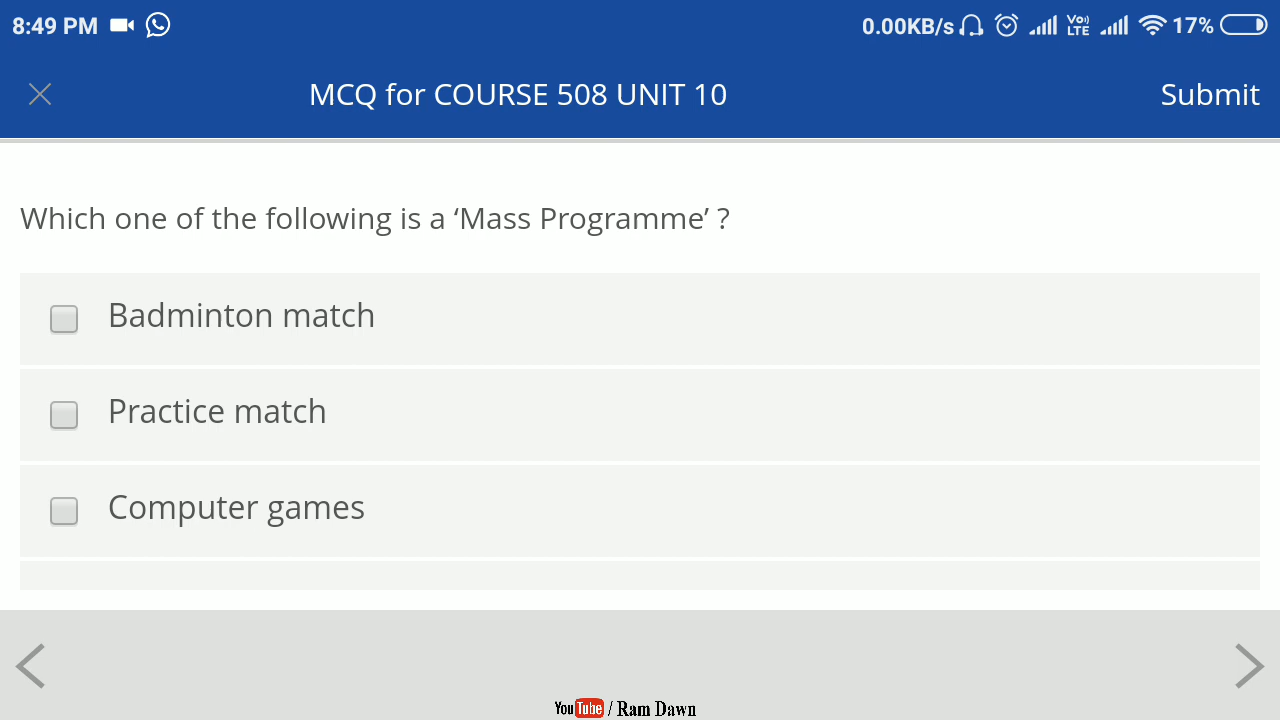 8:49 PM 0.00KB/s Vo LTE 17%
MCQ for COURSE 508 UNIT 10 Submit
Which one of the following is a ‘Mass Programme’ ?
Badminton match
Practice match
Computer games
YouTube / Ram Dawn